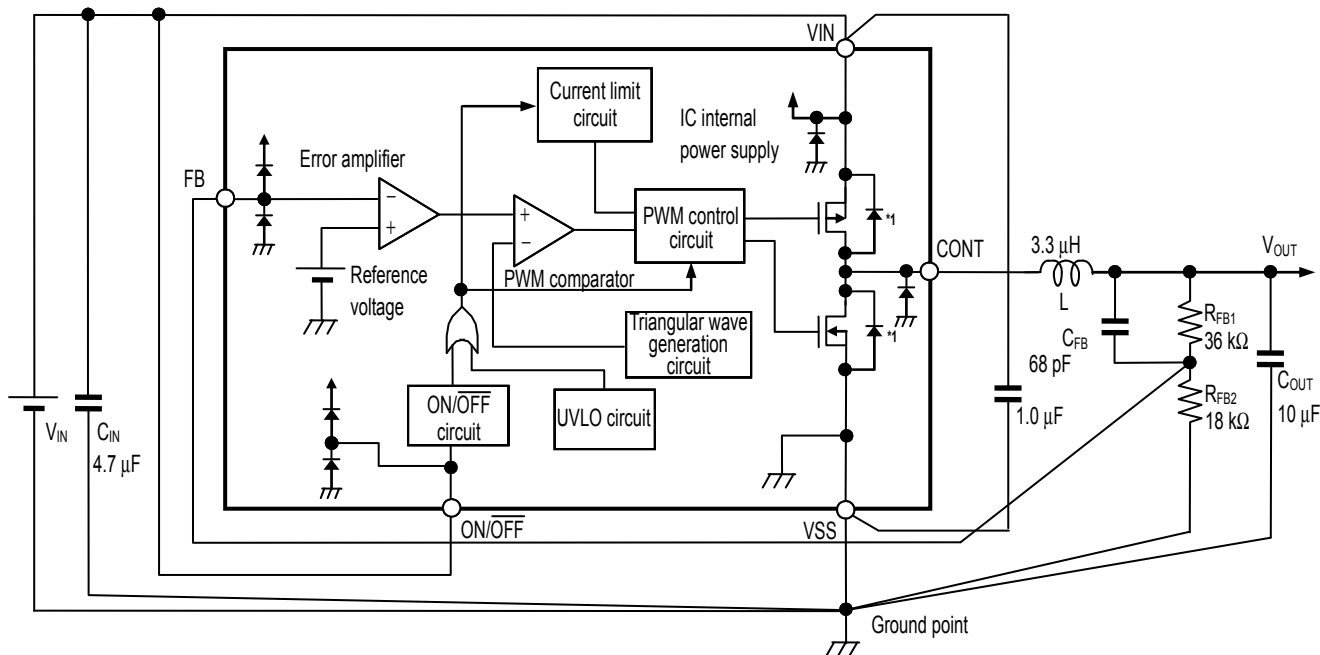 VIN
Current limit
circuit
IC internal
power supply
Error amplifier
FB
−
+
+
−
PWM control
circuit
*1
CONT
3.3 μH
L
VOUT
Reference
voltage
PWM comparator
Triangular wave
generation
circuit
*1
CFB
68 pF
RFB1
36 kΩ
COUT
10 μF
RFB2
18 kΩ
1.0 μF
ON/OFF
circuit
UVLO circuit
VIN
CIN
4.7 μF
ON/OFF
VSS
Ground point